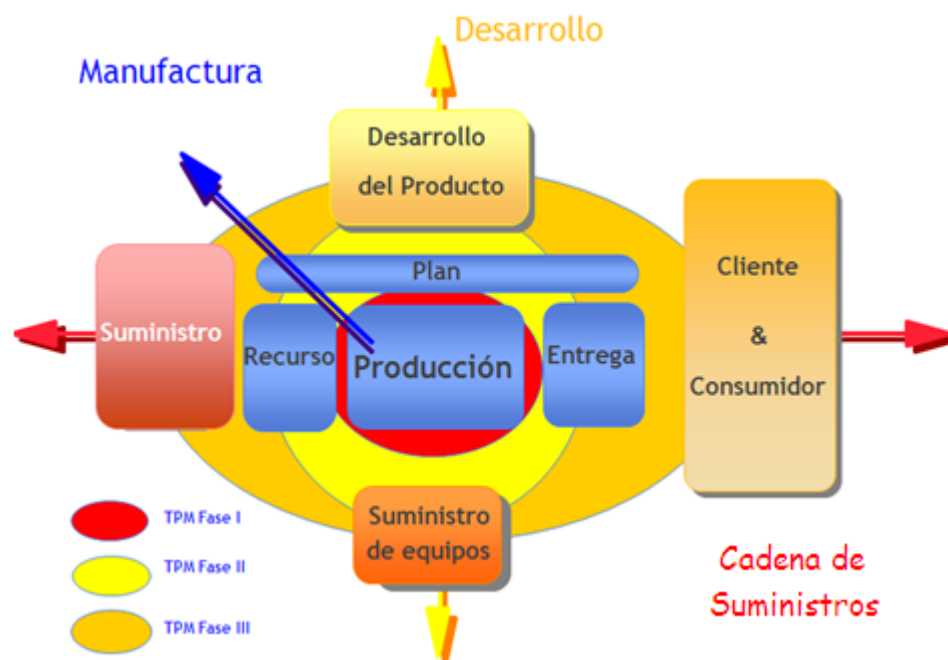 Desarrollo
Manufactura
Desarrollo
del Producto
Plan
Cliente
&
Consumidor
Suministro
Recurso
Producción
Entrega
Suministro
de equipos
TPM Fase I
TPM Fase II
TPM Fase III
Cadena de
Suministros